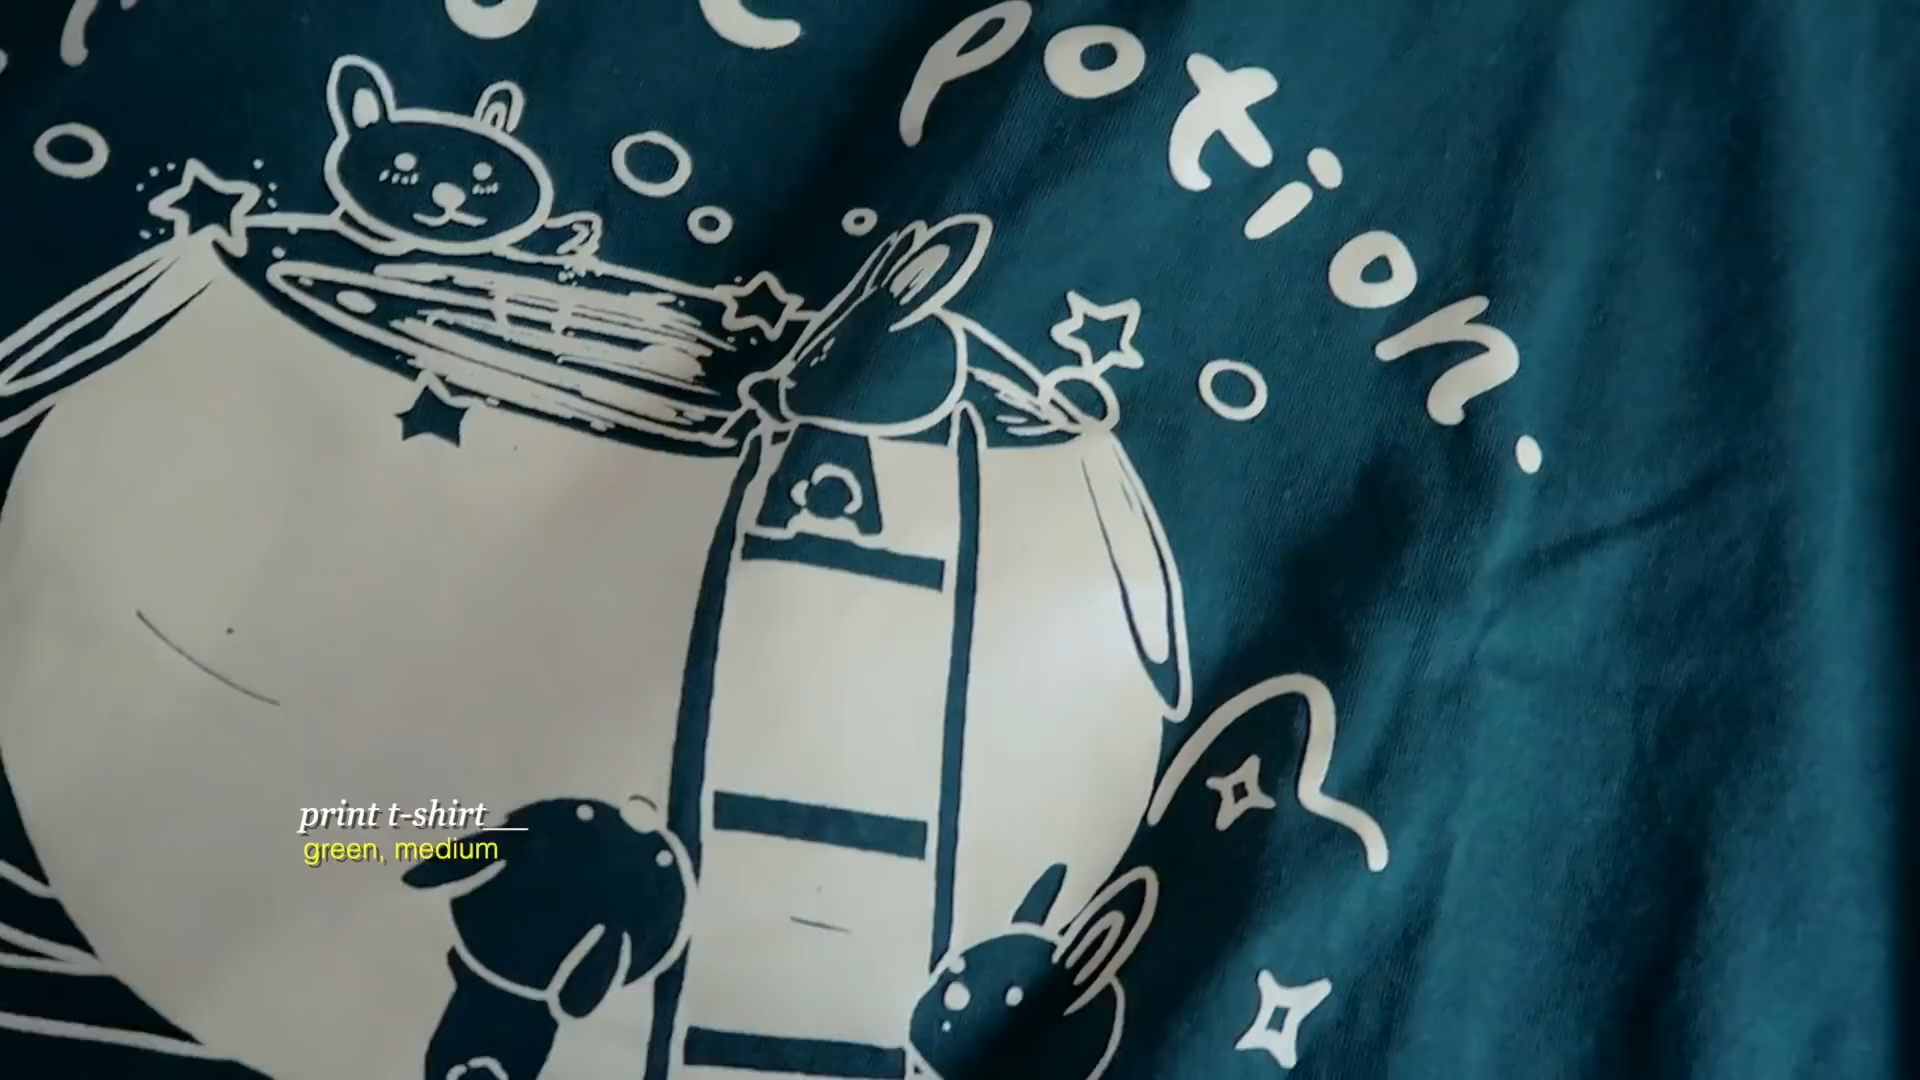 potion.
print t-shirt__
green, medium